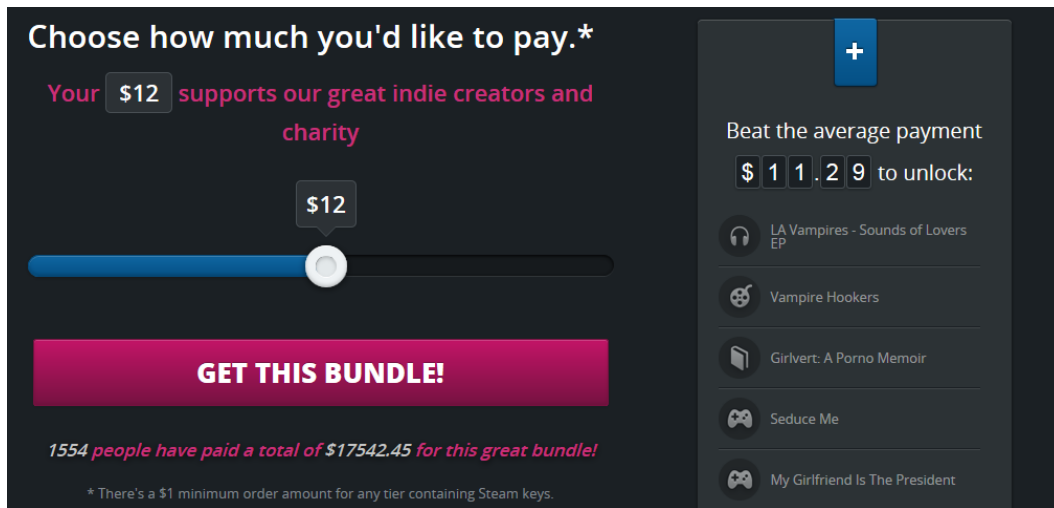 Choose how much you'd like to pay.*
Your $12 supports our great indie creators and
charity
$12
GET THIS BUNDLE!
1554 people have paid a total of $17542.45 for this great bundle!
* There's a $1 minimum order amount for any tier containing Steam keys.
+
Beat the average payment
$11.29 to unlock:
LA Vampires - Sounds of Lovers
EP
Vampire Hookers
Girlvert: A Porno Memoir
Seduce Me
My Girlfriend Is The President